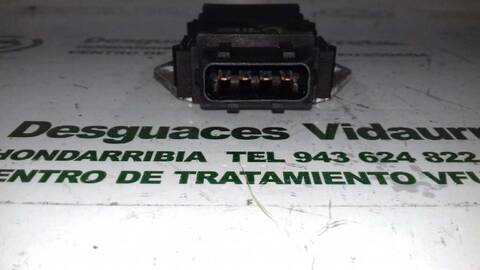 Desguaces Vidaurr
HONDARRIBIA TEL 943 624 822
ENTRO DE TRATAMIENTO VFU